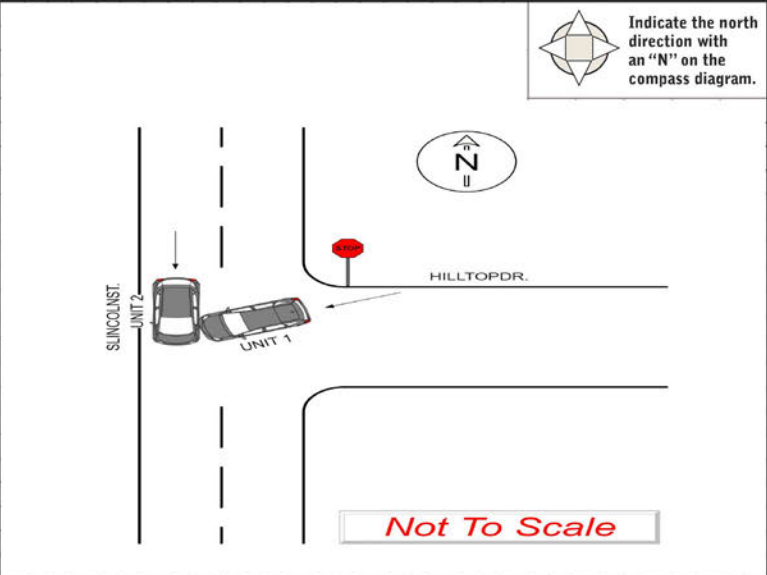 Indicate the north
direction with
an “N” on the
compass diagram.
N
STOP
HILLTOPDR.
SLINCOLNST.
UNIT 2
UNIT 1
Not To Scale